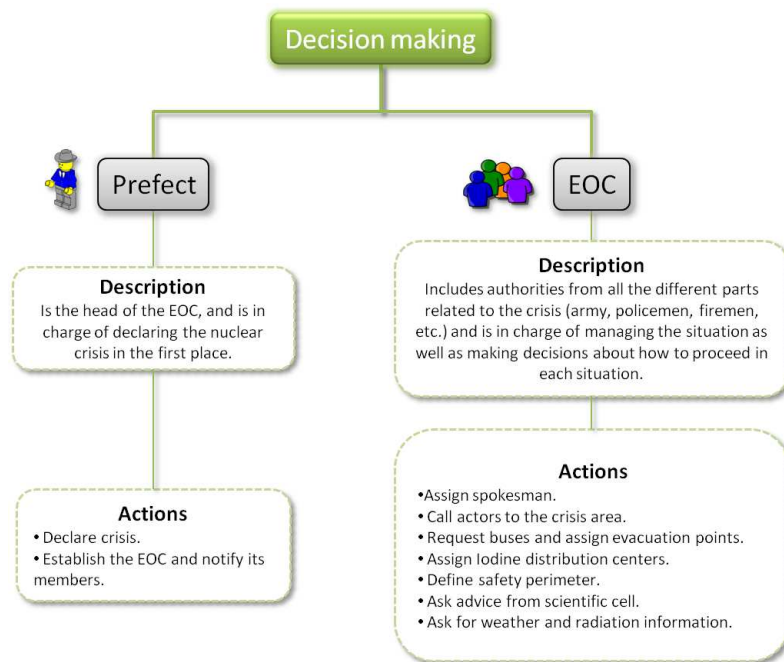 Decision making
Prefect
Description
Is the head of the EOC, and is in
charge of declaring the nuclear
crisis in the first place.
Actions
• Declare crisis.
• Establish the EOC and notify its
members.
EOC
Description
Includes authorities from all the different parts
related to the crisis (army, policemen, firemen,
etc.) and is in charge of managing the situation as
well as making decisions about how to proceed in
each situation.
Actions
•Assign spokesman.
•Call actors to the crisis area.
•Request buses and assign evacuation points.
•Assign Iodine distribution centers.
•Define safety perimeter.
•Ask advice from scientific cell.
•Ask for weather and radiation information.